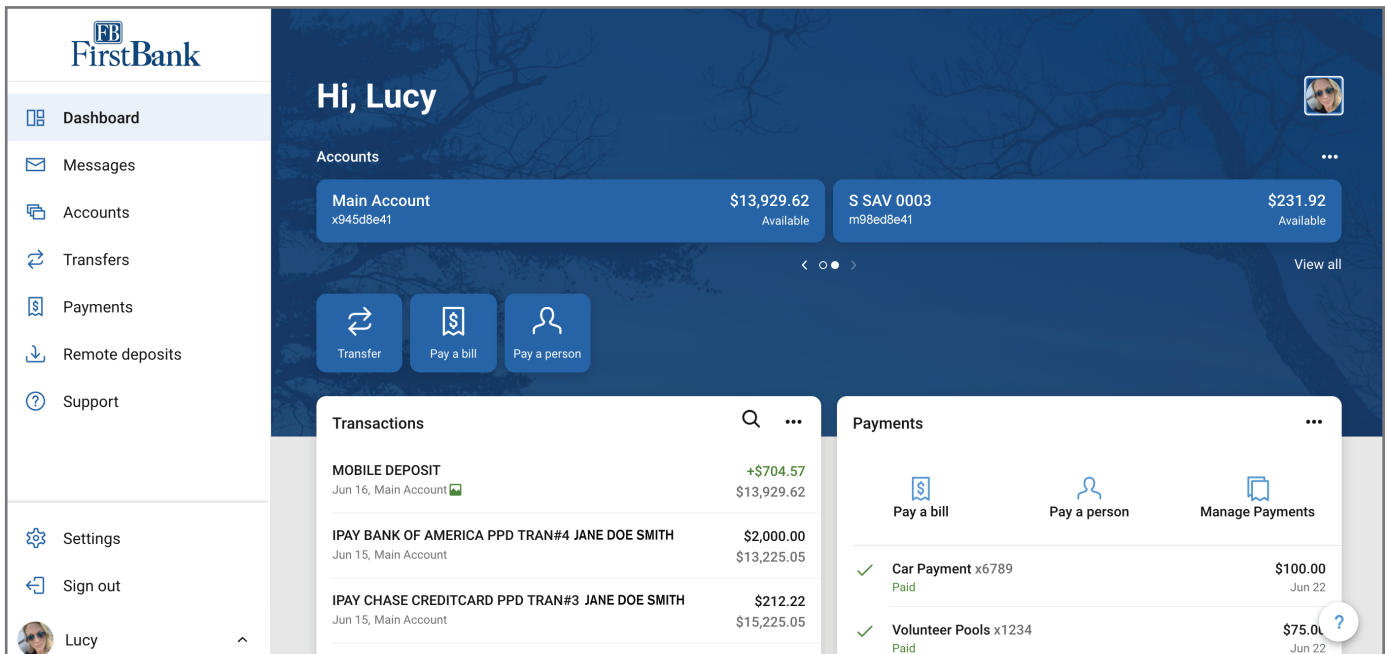 FB
FirstBank
Dashboard
Messages
Accounts
Transfers
Payments
Remote deposits
Support
Settings
Sign out
Lucy
Hi, Lucy
Accounts
Main Account $13,929.62
x945d8e41 Available
S SAV 0003 $231.92
m98ed8e41 Available
View all
Transfer
Pay a bill
Pay a person
Transactions
MOBILE DEPOSIT +$704.57
Jun 16, Main Account $13,929.62
IPAY BANK OF AMERICA PPD TRAN#4 JANE DOE SMITH $2,000.00
Jun 15, Main Account $13,225.05
IPAY CHASE CREDITCARD PPD TRAN#3 JANE DOE SMITH $212.22
Jun 15, Main Account $15,225.05
Payments
Pay a bill
Pay a person
Manage Payments
Car Payment x6789 $100.00
Paid Jun 22
Volunteer Pools x1234 $75.0
Paid Jun 22
?